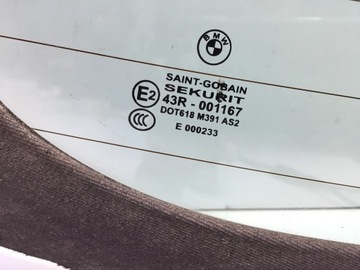 BMW
SAINT-GOBAIN
SEKURIT
E2 43R - 001167
DOT618 M391 AS2
CCC
E 000233